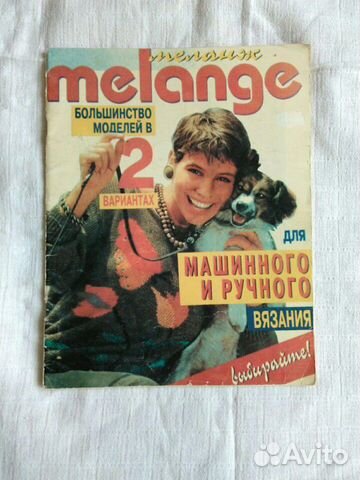 меланж
melange
БОЛЬШИНСТВО
МОДЕЛЕЙ В
2
ВАРИАНТАХ
ДЛЯ
МАШИННОГО
И РУЧНОГО
ВЯЗАНИЯ
выбирайте!
Avito